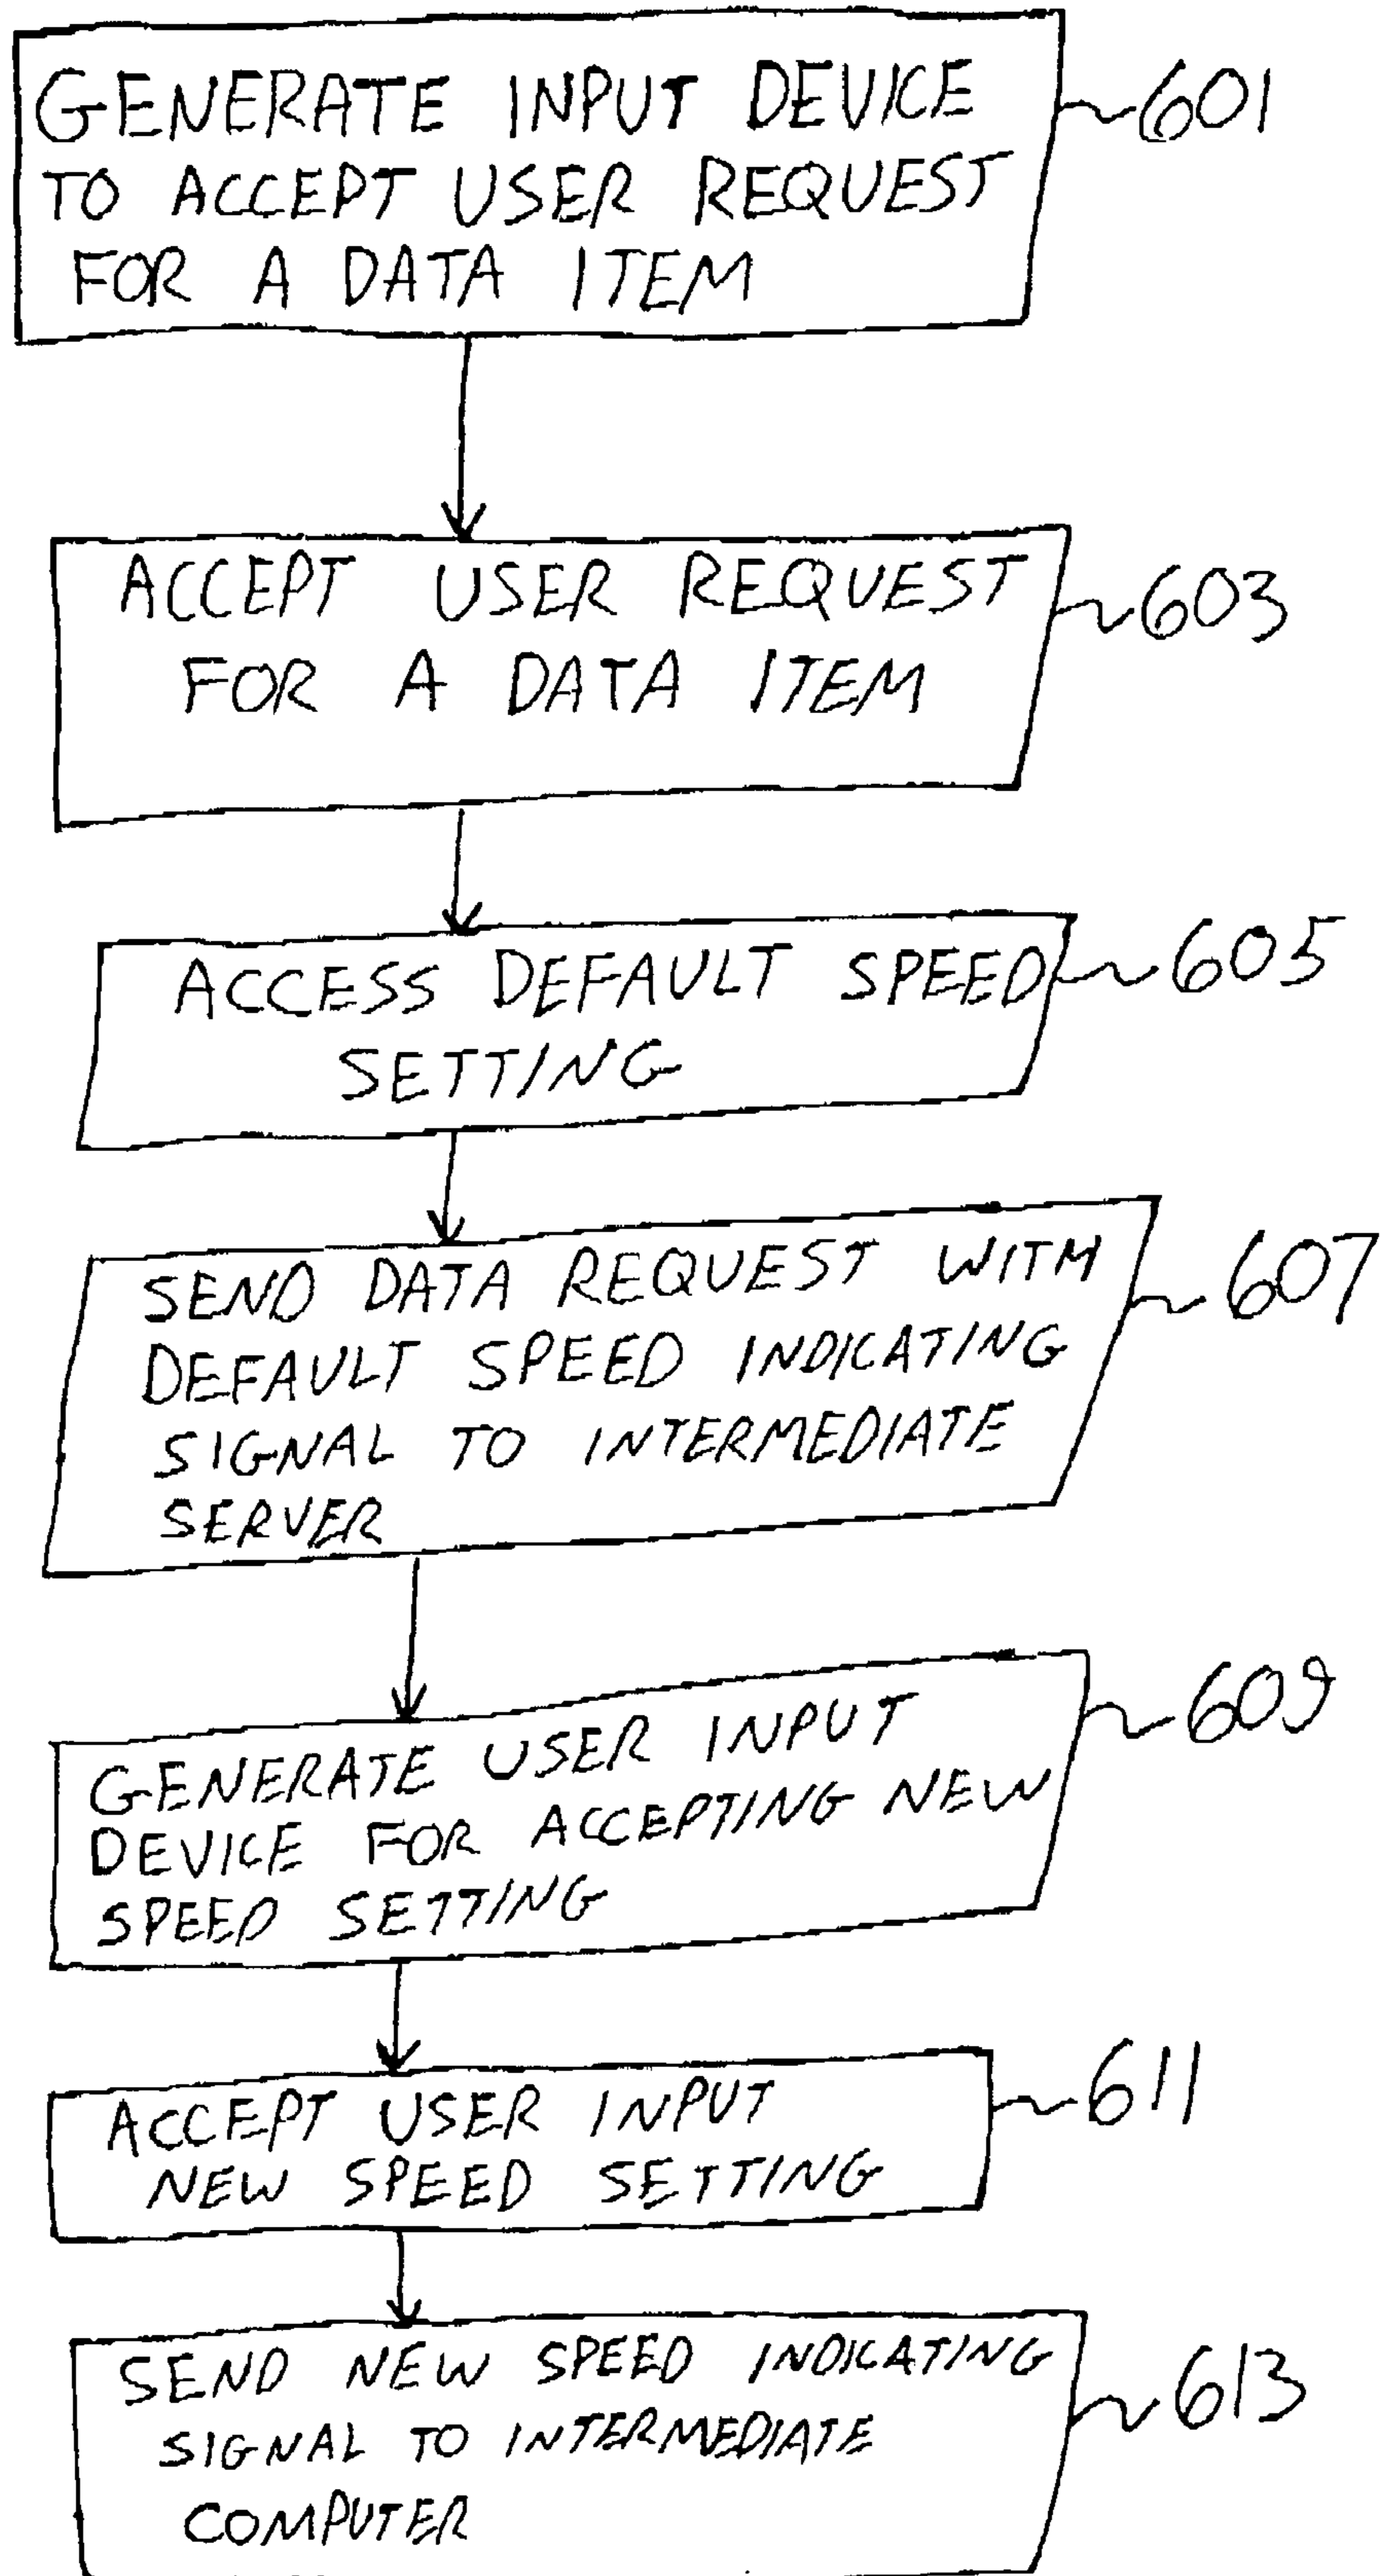 GENERATE INPUT DEVICE ~601
TO ACCEPT USER REQUEST
FOR A DATA ITEM
ACCEPT USER REQUEST ~603
FOR A DATA ITEM
ACCESS DEFAULT SPEED ~605
SETTING
SEND DATA REQUEST WITH ~607
DEFAULT SPEED INDICATING
SIGNAL TO INTERMEDIATE
SERVER
GENERATE USER INPUT ~609
DEVICE FOR ACCEPTING NEW
SPEED SETTING
ACCEPT USER INPUT ~611
NEW SPEED SETTING
SEND NEW SPEED INDICATING ~613
SIGNAL TO INTERMEDIATE
COMPUTER